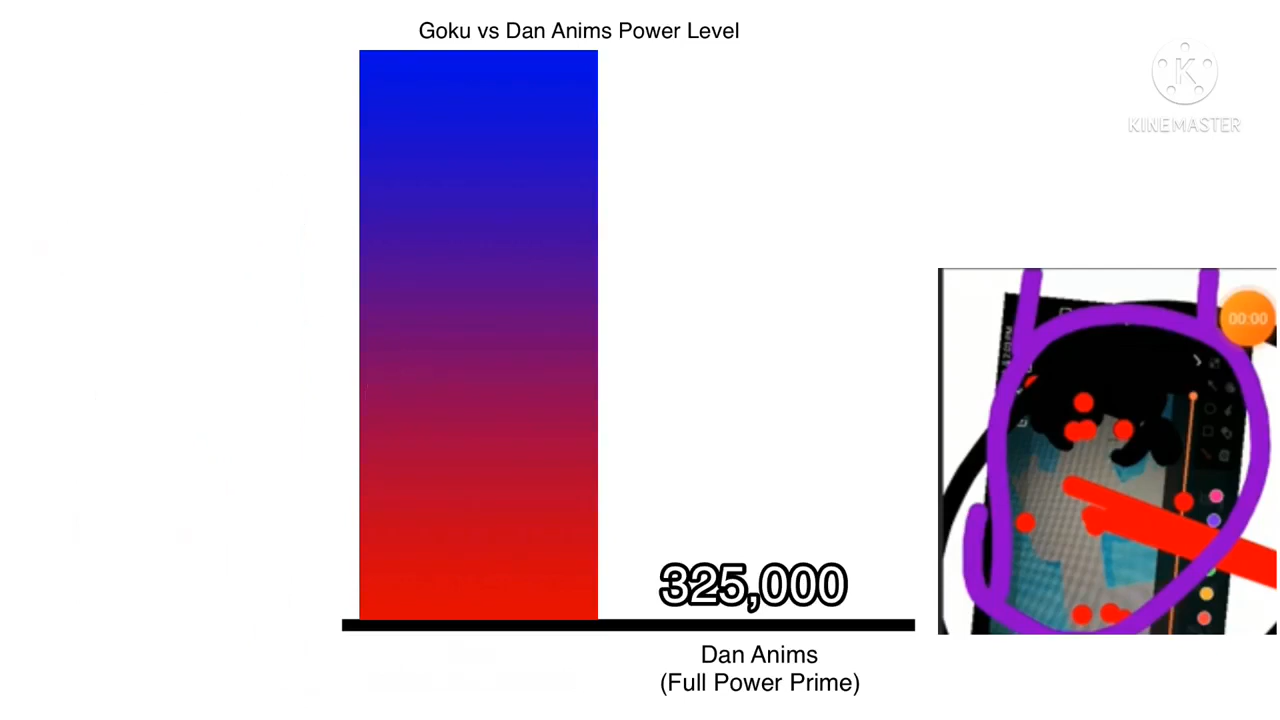 Goku vs Dan Anims Power Level
KINEMASTER
00:00
325,000
Dan Anims
(Full Power Prime)